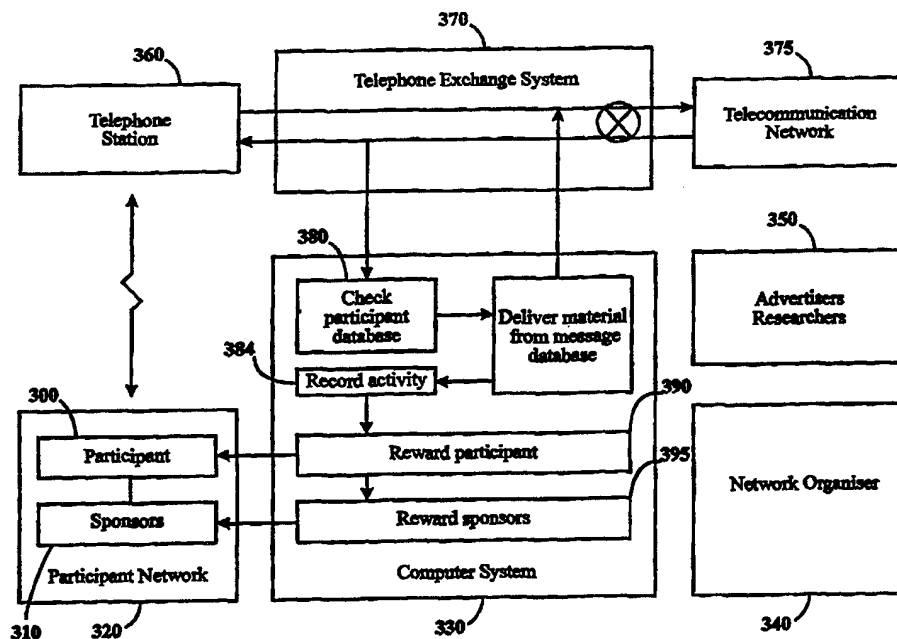 370
360
375
Telephone Exchange System
Telephone
Station
Telecommunication
Network
380
350
Check
participant
database
Deliver material
from message
database
Advertisers
Researchers
384
Record activity
300
390
Participant
Reward participant
395
Network Organiser
Sponsors
Reward sponsors
Participant Network
Computer System
310
320
330
340